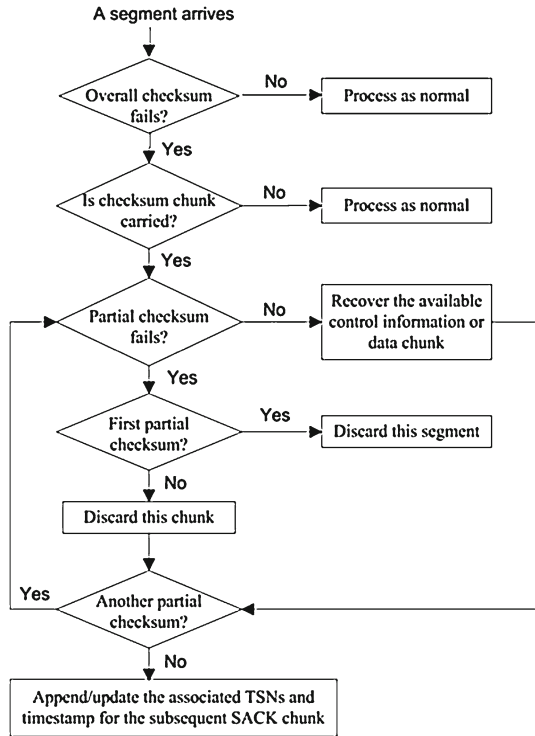 A segment arrives
Overall checksum
fails?
No
Process as normal
Yes
Is checksum chunk
carried?
No
Process as normal
Yes
Partial checksum
fails?
No
Recover the available
control information or
data chunk
Yes
First partial
checksum?
Yes
Discard this segment
No
Discard this chunk
Yes
Another partial
checksum?
No
Append/update the associated TSNs and
timestamp for the subsequent SACK chunk